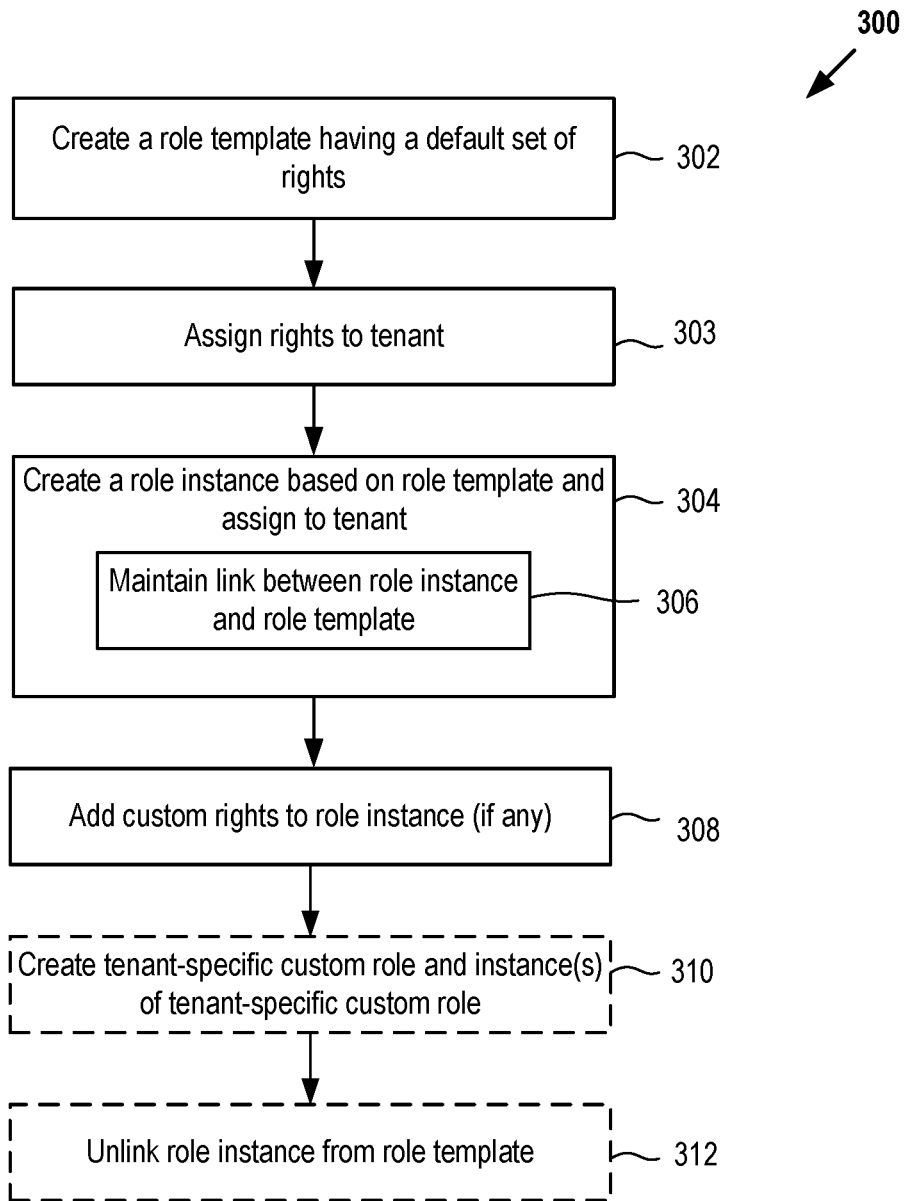 300
Create a role template having a default set of
rights
302
Assign rights to tenant
303
Create a role instance based on role template and
assign to tenant
304
Maintain link between role instance
and role template
306
Add custom rights to role instance (if any)
308
Create tenant-specific custom role and instance(s)
of tenant-specific custom role
310
Unlink role instance from role template
312